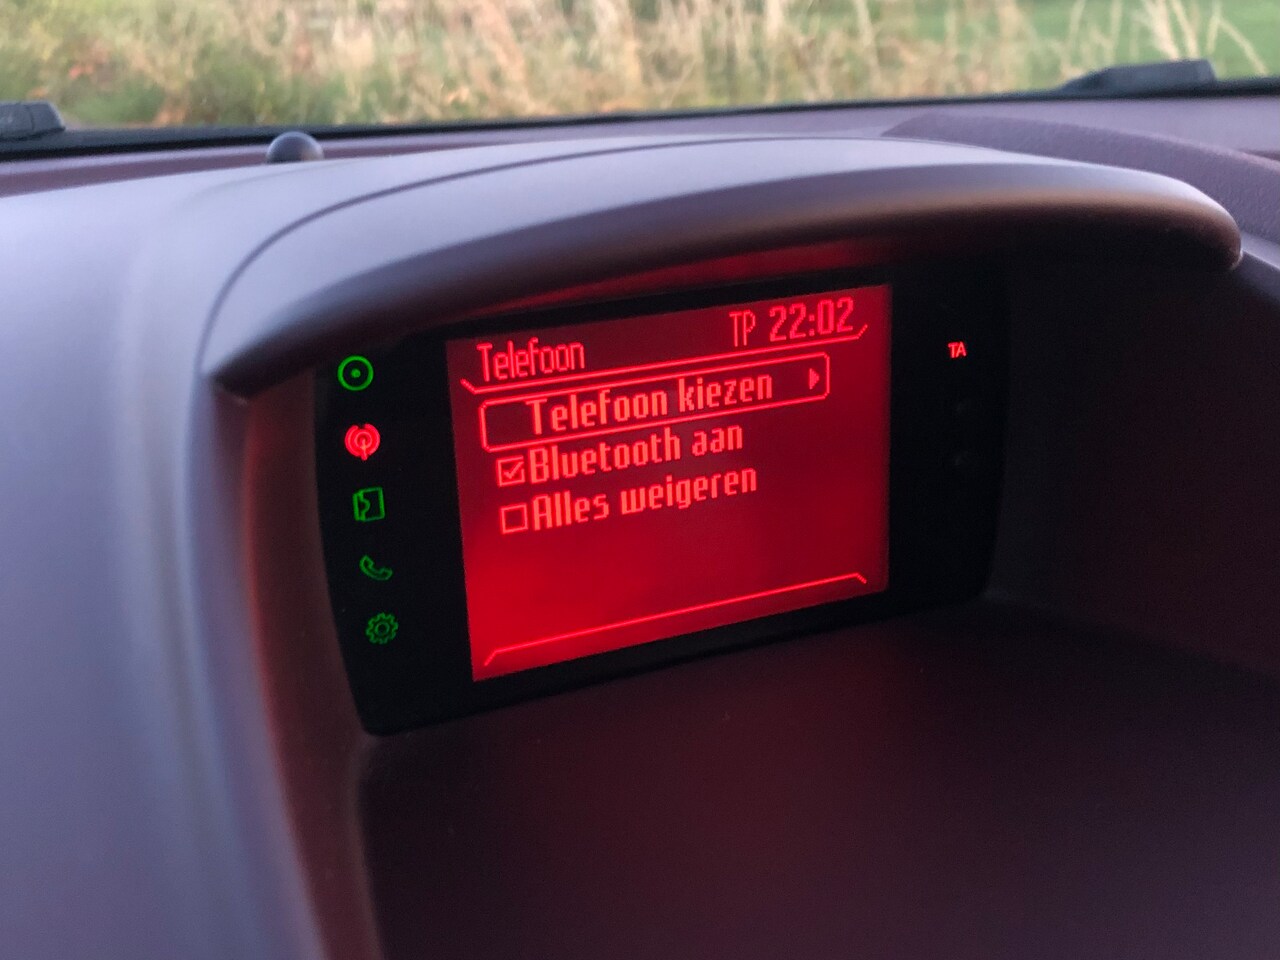 Telefoon TP 22:02
Telefoon kiezen
Bluetooth aan
Alles weigeren
TA